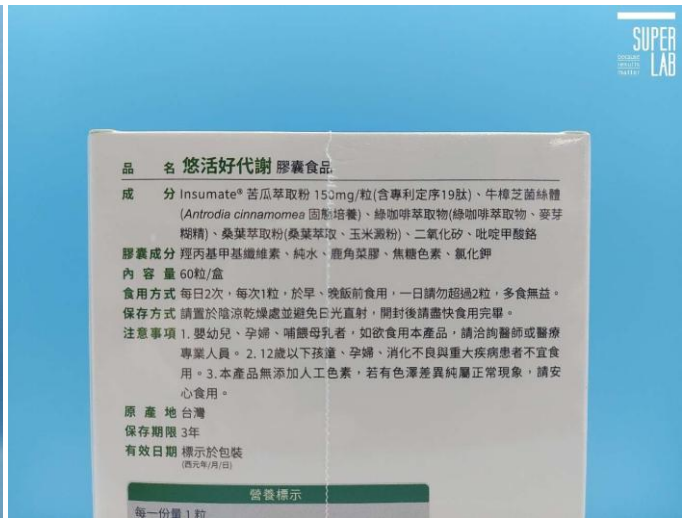 SUPER
LAB
because
results
matter
品名 悠活好代謝 膠囊食品
成分 Insumate® 苦瓜萃取粉 150mg/粒(含專利定序19肽)、牛樟芝菌絲體
(Antrodia cinnamomea 固態培養)、綠咖啡萃取物(綠咖啡萃取物、麥芽
糊精)、桑葉萃取粉(桑葉萃取、玉米澱粉)、二氧化矽、吡啶甲酸鉻
膠囊成分 羥丙基甲基纖維素、純水、鹿角菜膠、焦糖色素、氯化鉀
內容量 60粒/盒
食用方式 每日2次，每次1粒，於早、晚飯前食用，一日請勿超過2粒，多食無益。
保存方式 請置於陰涼乾燥處並避免日光直射，開封後請盡快食用完畢。
注意事項 1. 嬰幼兒、孕婦、哺餵母乳者，如欲食用本產品，請洽詢醫師或醫療
專業人員。 2. 12歲以下孩童、孕婦、消化不良與重大疾病患者不宜食
用。3. 本產品無添加人工色素，若有色澤差異純屬正常現象，請安
心食用。
原產地 台灣
保存期限 3年
有效日期 標示於包裝
(西元年/月/日)
營養標示
每一份量 1 粒